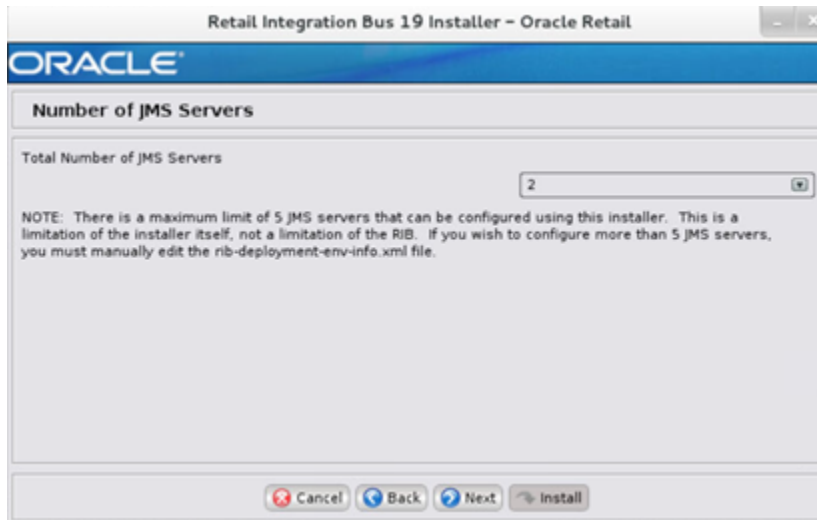 Retail Integration Bus 19 Installer – Oracle Retail
ORACLE®
Number of JMS Servers
Total Number of JMS Servers
2
NOTE: There is a maximum limit of 5 JMS servers that can be configured using this installer. This is a
limitation of the installer itself, not a limitation of the RIB. If you wish to configure more than 5 JMS servers,
you must manually edit the rib-deployment-env-info.xml file.
Cancel Back Next Install